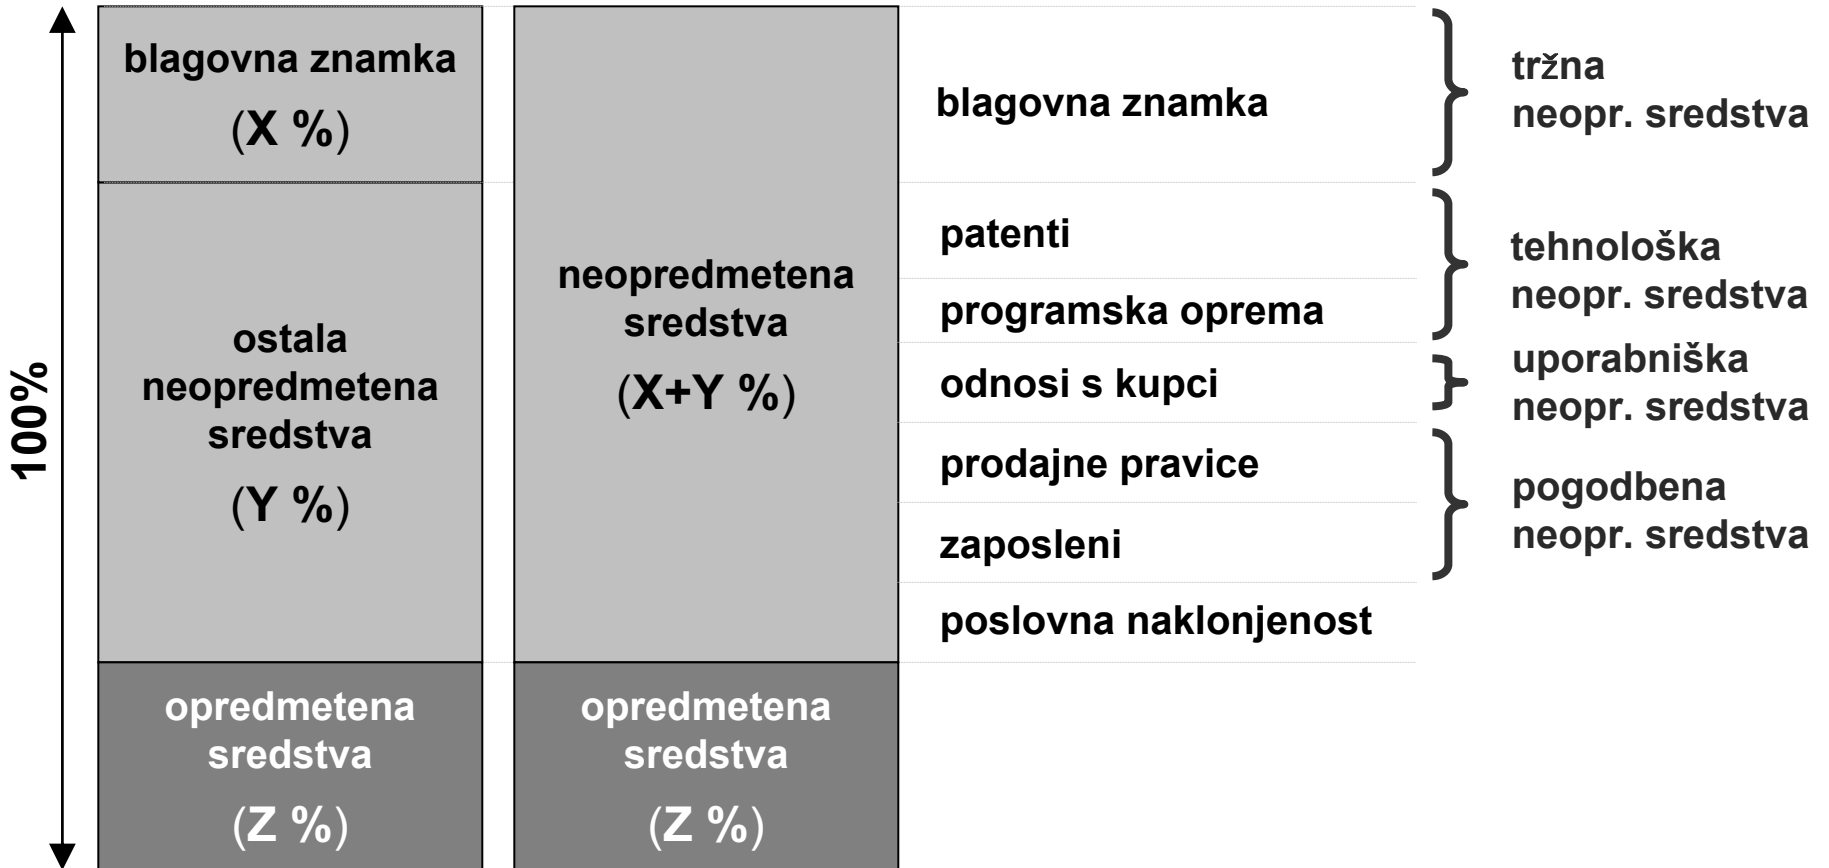 100%
blagovna znamka
(X %)
ostala
neopredmetena
sredstva
(Y %)
opredmetena
sredstva
(Z %)
neopredmetena
sredstva
(X+Y %)
opredmetena
sredstva
(Z %)
blagovna znamka
patenti
programska oprema
odnosi s kupci
prodajne pravice
zaposleni
poslovna naklonjenost
tržna
neopr. sredstva
tehnološka
neopr. sredstva
uporabniška
neopr. sredstva
pogodbena
neopr. sredstva